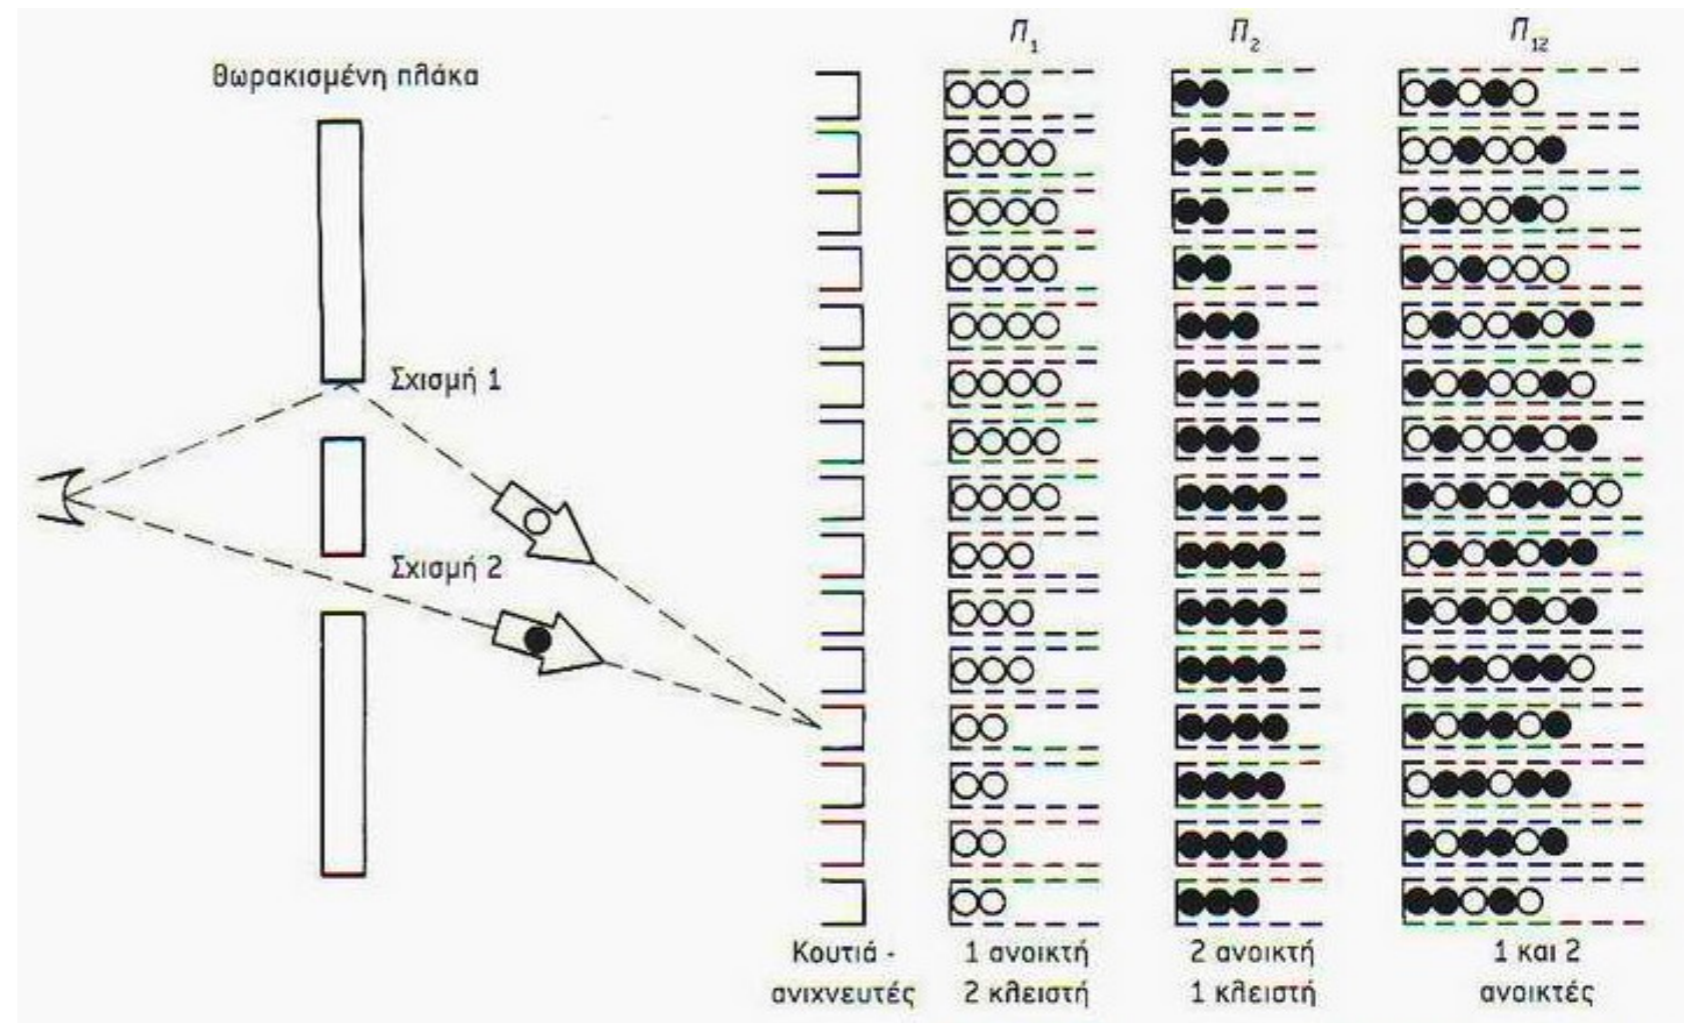 Π₁
Π₂
Π₁₂
θωρακισμένη πλάκα
Σχισμή 1
Σχισμή 2
Κουτιά -
ανιχνευτές
1 ανοικτή
2 κλειστή
2 ανοικτή
1 κλειστή
1 και 2
ανοικτές